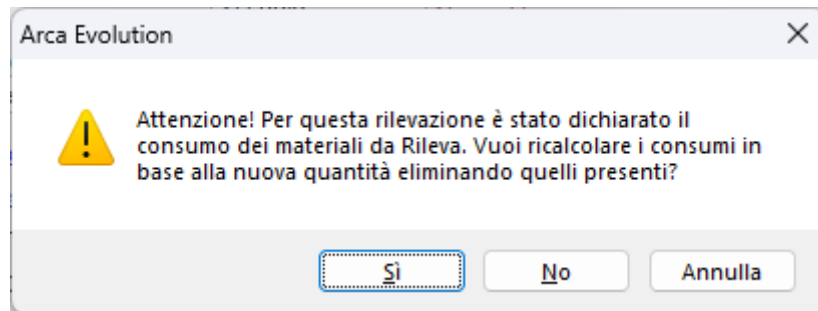 Arca Evolution
Attenzione! Per questa rilevazione è stato dichiarato il
consumo dei materiali da Rileva. Vuoi ricalcolare i consumi in
base alla nuova quantità eliminando quelli presenti?
Sì
No
Annulla